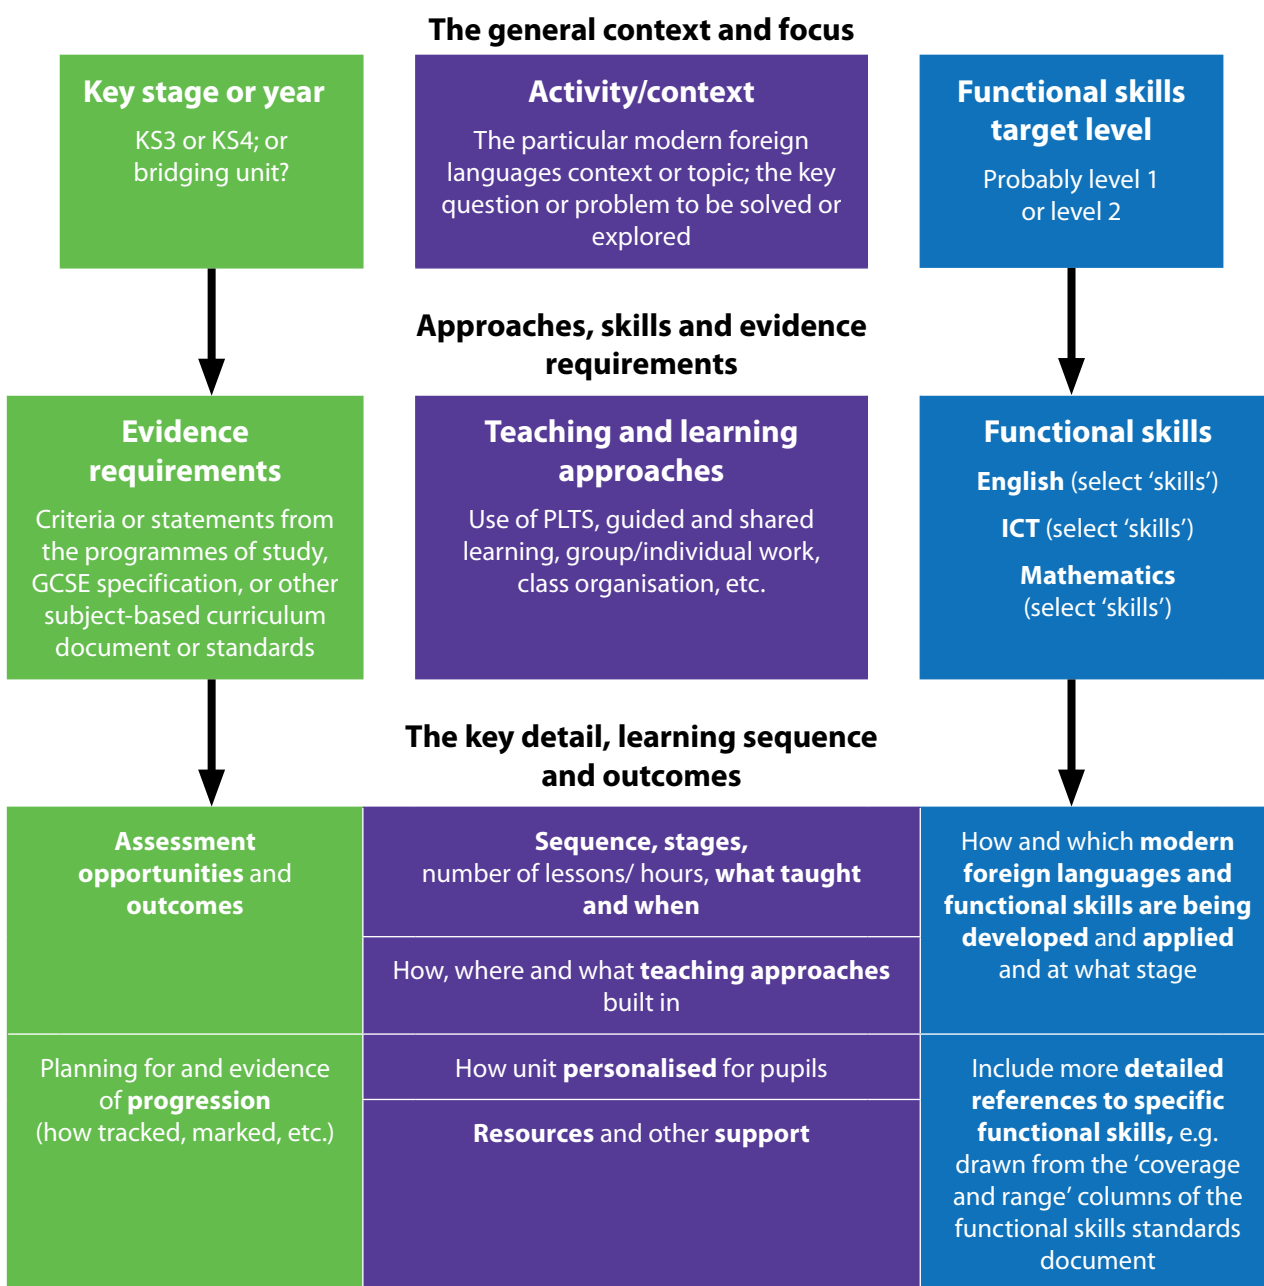 The general context and focus
Key stage or year
KS3 or KS4; or
bridging unit?
Activity/context
The particular modern foreign
languages context or topic; the key
question or problem to be solved or
explored
Functional skills
target level
Probably level 1
or level 2
Approaches, skills and evidence
requirements
Evidence
requirements
Criteria or statements from
the programmes of study,
GCSE specification, or other
subject-based curriculum
document or standards
Teaching and learning
approaches
Use of PLTS, guided and shared
learning, group/individual work,
class organisation, etc.
Functional skills
English (select ‘skills’)
ICT (select ‘skills’)
Mathematics
(select ‘skills’)
The key detail, learning sequence
and outcomes
Assessment
opportunities and
outcomes
Sequence, stages,
number of lessons/ hours, what taught
and when
How, where and what teaching approaches
built in
How and which modern
foreign languages and
functional skills are being
developed and applied
and at what stage
Planning for and evidence
of progression
(how tracked, marked, etc.)
How unit personalised for pupils
Resources and other support
Include more detailed
references to specific
functional skills, e.g.
drawn from the ‘coverage
and range’ columns of the
functional skills standards
document